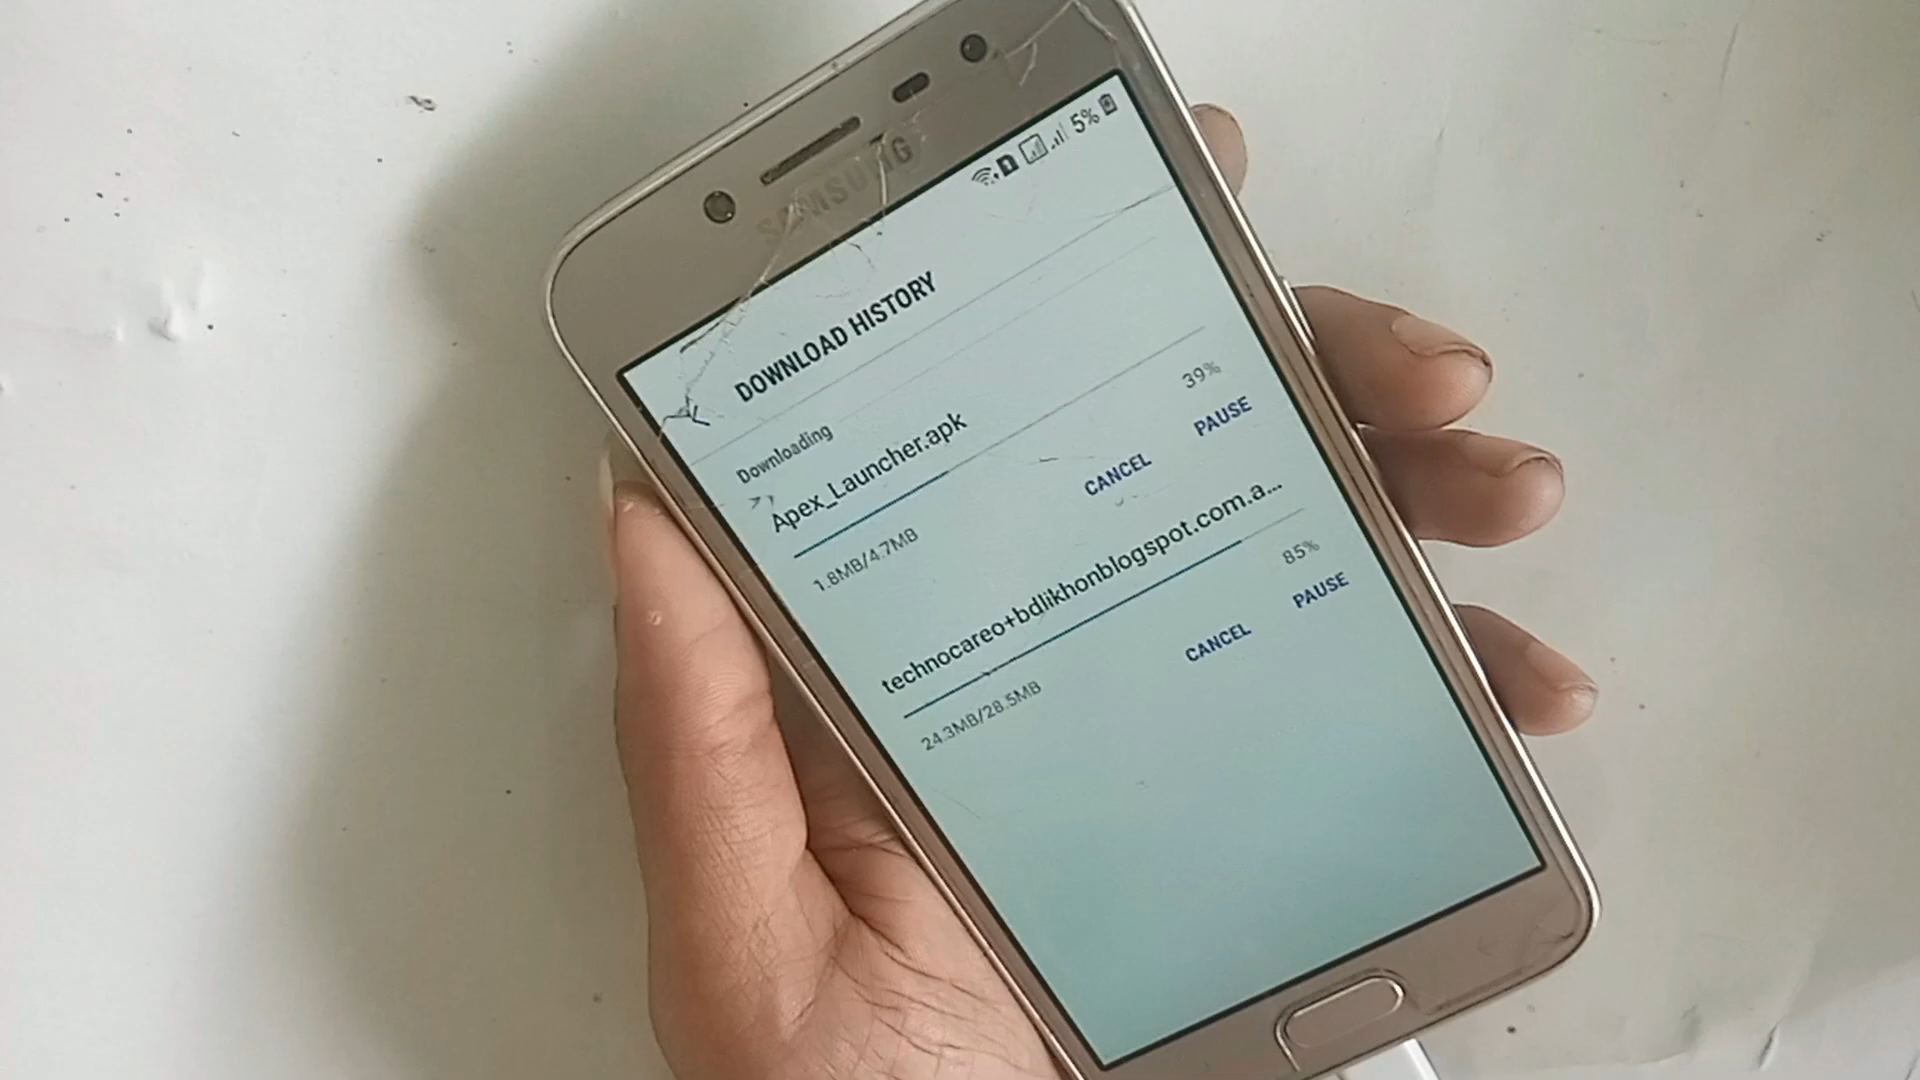 SAMSUNG
5%
DOWNLOAD HISTORY
Downloading
Apex_Launcher.apk
39%
1.8MB/4.7MB
CANCEL PAUSE
technocareo+bdlikhonblogspot.com.a...
85%
24.3MB/28.5MB
CANCEL PAUSE